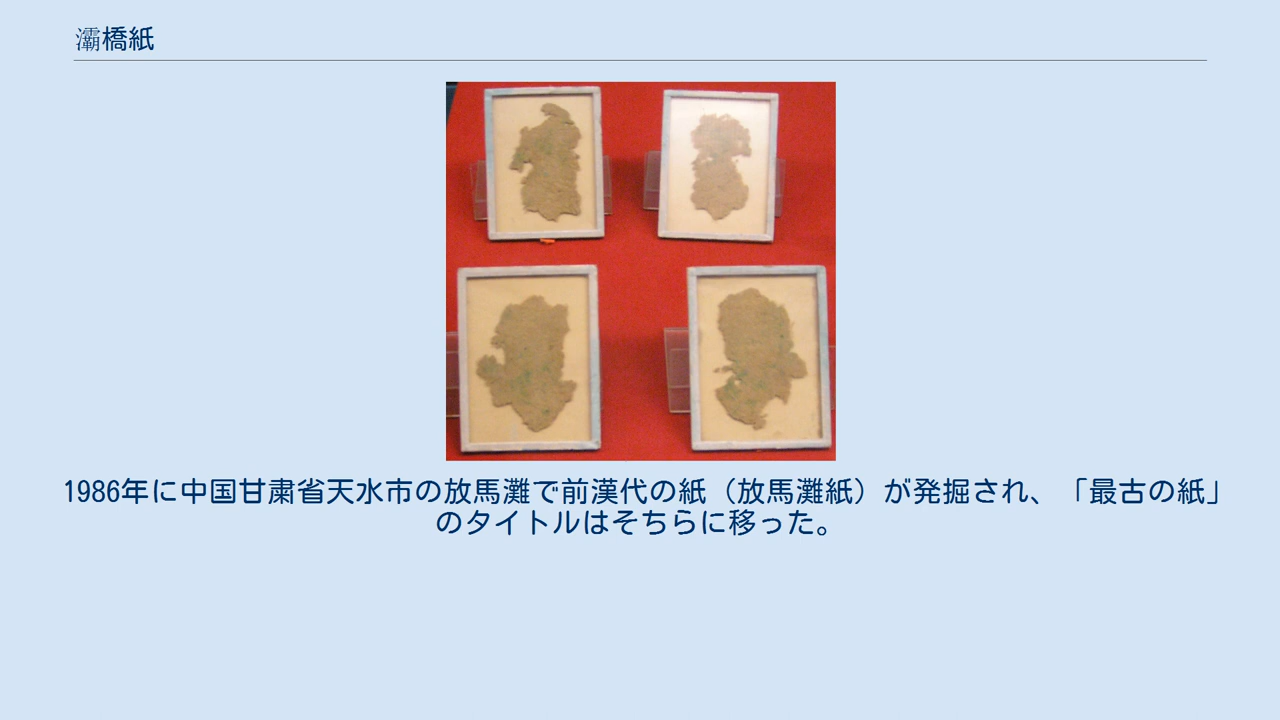 灞橋紙
1986年に中国甘粛省天水市の放馬灘で前漢代の紙（放馬灘紙）が発掘され、「最古の紙」
のタイトルはそちらに移った。